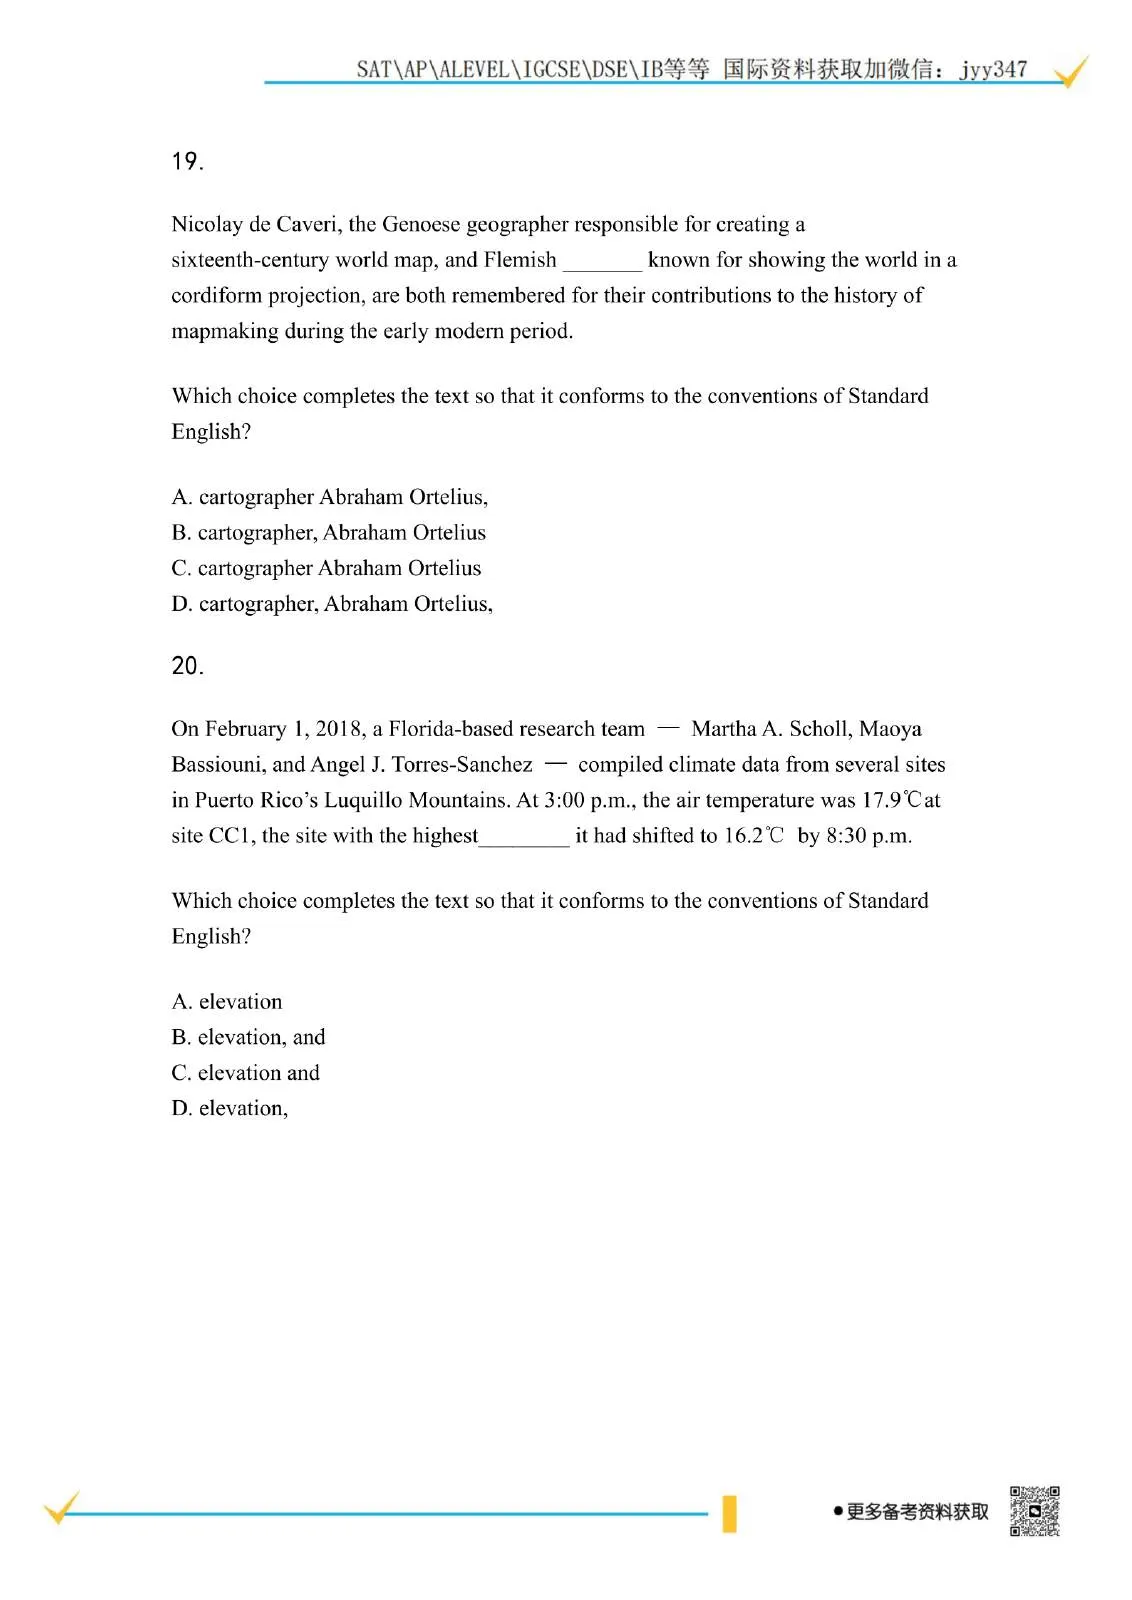 SAT\AP\ALEVEL\IGCSE\DSE\IB等等 国际资料获取加微信: jyy347
19.
Nicolay de Caveri, the Genoese geographer responsible for creating a
sixteenth-century world map, and Flemish _______ known for showing the world in a
cordiform projection, are both remembered for their contributions to the history of
mapmaking during the early modern period.
Which choice completes the text so that it conforms to the conventions of Standard
English?
A. cartographer Abraham Ortelius,
B. cartographer, Abraham Ortelius
C. cartographer Abraham Ortelius
D. cartographer, Abraham Ortelius,
20.
On February 1, 2018, a Florida-based research team — Martha A. Scholl, Maoya
Bassiouni, and Angel J. Torres-Sanchez — compiled climate data from several sites
in Puerto Rico’s Luquillo Mountains. At 3:00 p.m., the air temperature was 17.9℃at
site CC1, the site with the highest________ it had shifted to 16.2℃ by 8:30 p.m.
Which choice completes the text so that it conforms to the conventions of Standard
English?
A. elevation
B. elevation, and
C. elevation and
D. elevation,
●更多备考资料获取